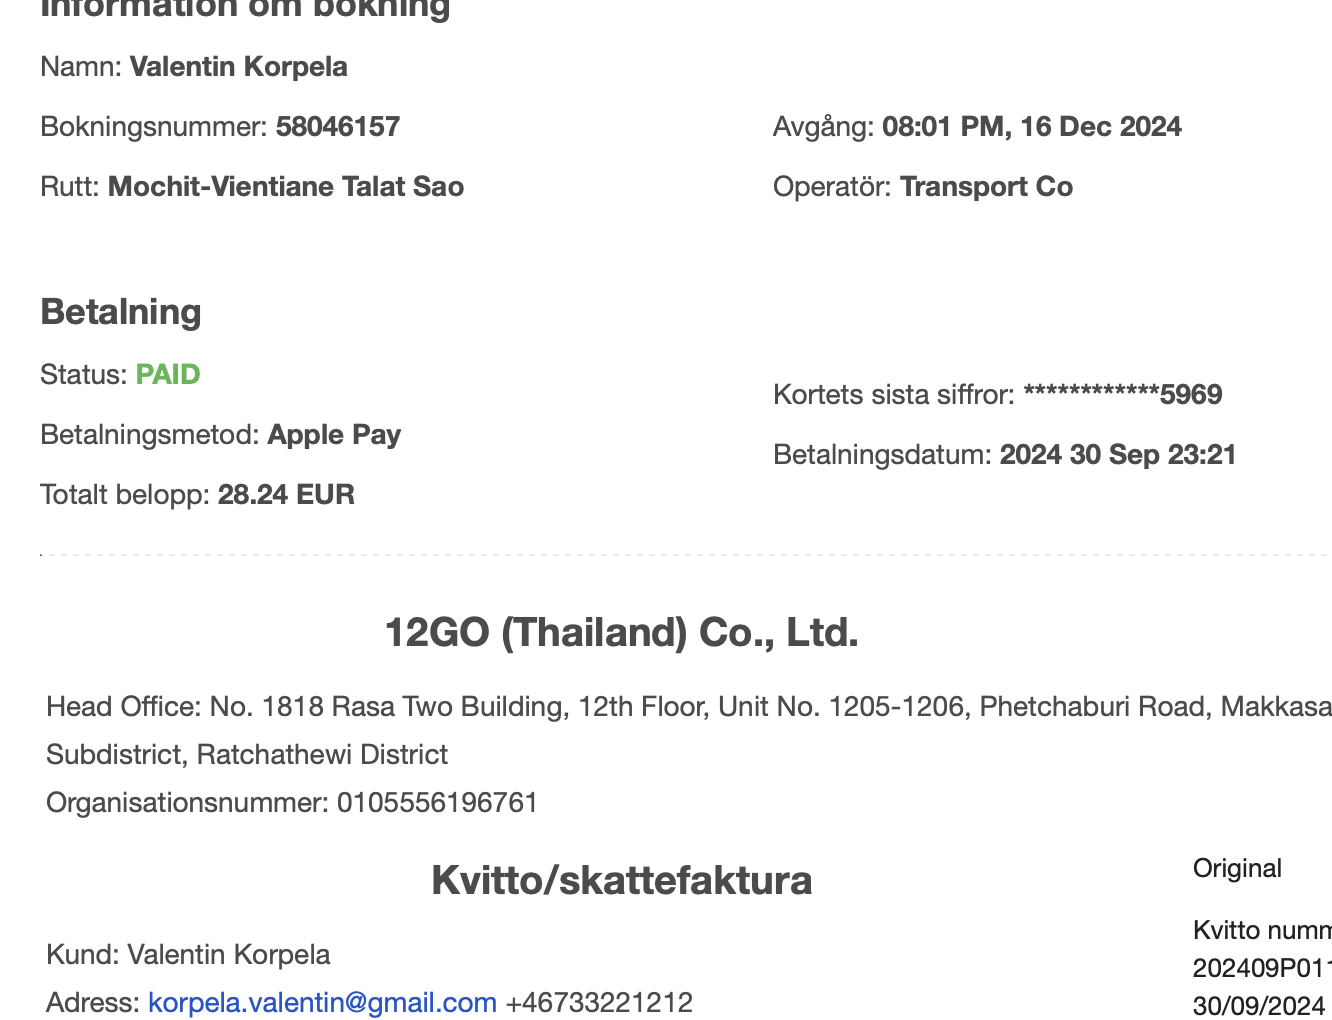 Information om bokning
Namn: Valentin Korpela
Bokningsnummer: 58046157
Avgång: 08:01 PM, 16 Dec 2024
Rutt: Mochit-Vientiane Talat Sao
Operatör: Transport Co
Betalning
Status: PAID
Kortets sista siffror: ************5969
Betalningsmetod: Apple Pay
Betalningsdatum: 2024 30 Sep 23:21
Totalt belopp: 28.24 EUR
12GO (Thailand) Co., Ltd.
Head Office: No. 1818 Rasa Two Building, 12th Floor, Unit No. 1205-1206, Phetchaburi Road, Makkasa
Subdistrict, Ratchathewi District
Organisationsnummer: 0105556196761
Kvitto/skattefaktura
Original
Kund: Valentin Korpela
Kvitto numm
202409P011
Adress: korpela.valentin@gmail.com +46733221212
30/09/2024